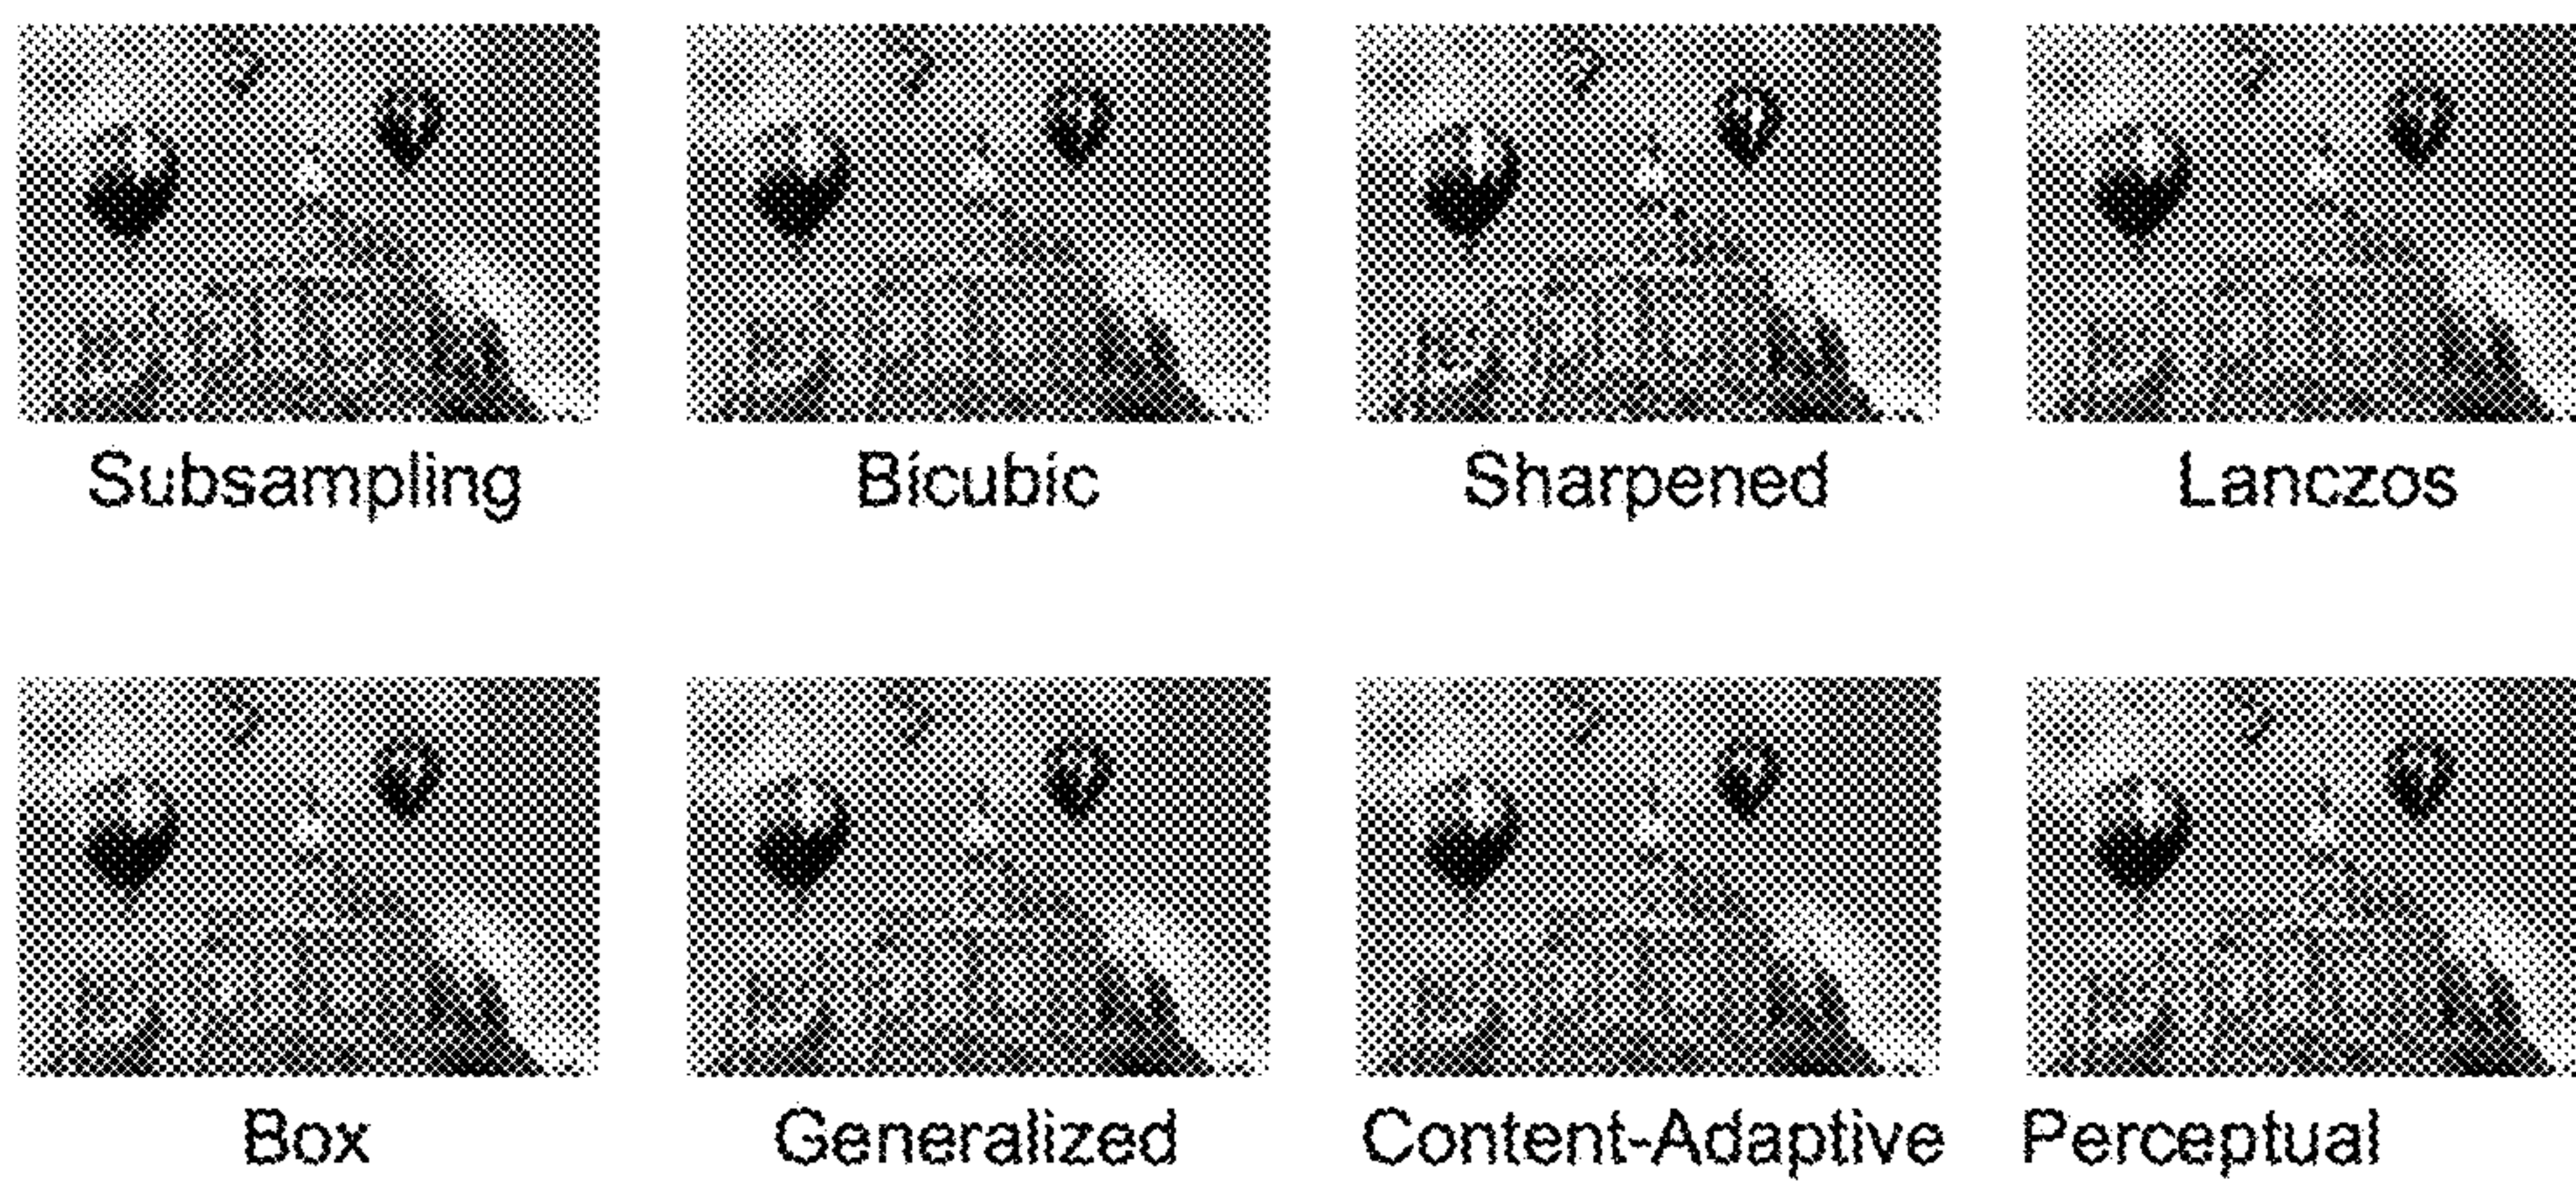 Subsampling Bicubic Sharpened Lanczos
Box Generalized Content-Adaptive Perceptual